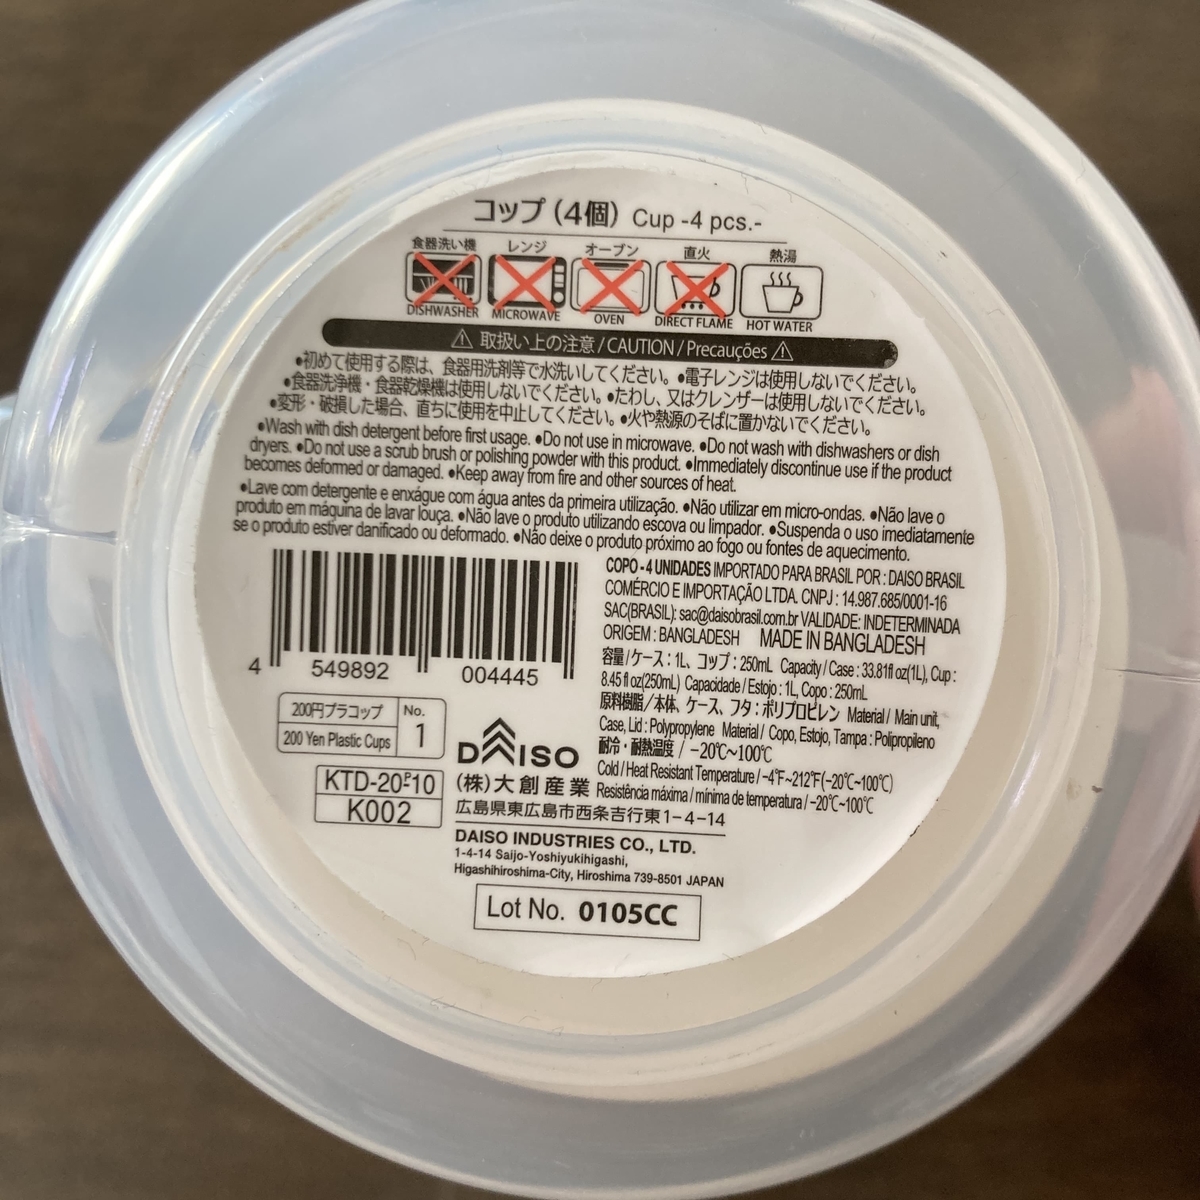 コップ(4個) Cup -4 pcs.-
食器洗い機 レンジ オーブン 直火 熱湯
DISHWASHER MICROWAVE OVEN DIRECT FLAME HOT WATER
取扱い上の注意 / CAUTION / Precauções
●初めて使用する際は、食器用洗剤等で水洗いしてください。●電子レンジは使用しないでください。
●食器洗浄機・食器乾燥機は使用しないでください。●たわし、又はクレンザーは使用しないでください。
●変形・破損した場合、直ちに使用を中止してください。●火や熱源のそばに置かないでください。
●Wash with dish detergent before first usage. ●Do not use in microwave. ●Do not wash with dishwashers or dish
dryers. ●Do not use a scrub brush or polishing powder with this product. ●Immediately discontinue use if the product
becomes deformed or damaged. ●Keep away from fire and other sources of heat.
●Lave com detergente e enxágue com água antes da primeira utilização. ●Não utilizar em micro-ondas. ●Não lave o
produto em máquina de lavar louça. ●Não lave o produto utilizando escova ou limpador. ●Suspenda o uso imediatamente
se o produto estiver danificado ou deformado. ●Não deixe o produto próximo ao fogo ou fontes de aquecimento.
COPO - 4 UNIDADES IMPORTADO PARA BRASIL POR : DAISO BRASIL
COMÉRCIO E IMPORTAÇÃO LTDA. CNPJ : 14.987.685/0001-16
SAC(BRASIL): sac@daisobrasil.com.br VALIDADE: INDETERMINADA
ORIGEM : BANGLADESH MADE IN BANGLADESH
容量/ケース：1L、コップ：250mL Capacity / Case : 33.81fl oz(1L), Cup :
8.45 fl oz(250mL) Capacidade / Estojo : 1L, Copo : 250mL
原料樹脂/本体、ケース、フタ：ポリプロピレン Material / Main unit,
Case, Lid : Polypropylene Material / Copo, Estojo, Tampa : Polipropileno
耐冷・耐熱温度 / −20℃~100℃
Cold / Heat Resistant Temperature / −4°F~212°F(−20℃~100℃)
Resistência máxima / mínima de temperatura / −20℃~100℃
4 549892 004445
200円プラコップ
200 Yen Plastic Cups
No.
1
KTD-20-P-10
K002
DAISO
(株)大創産業
広島県東広島市西条吉行東1-4-14
DAISO INDUSTRIES CO., LTD.
1-4-14 Saijo-Yoshiyukihigashi,
Higashihiroshima-City, Hiroshima 739-8501 JAPAN
Lot No. 0105CC